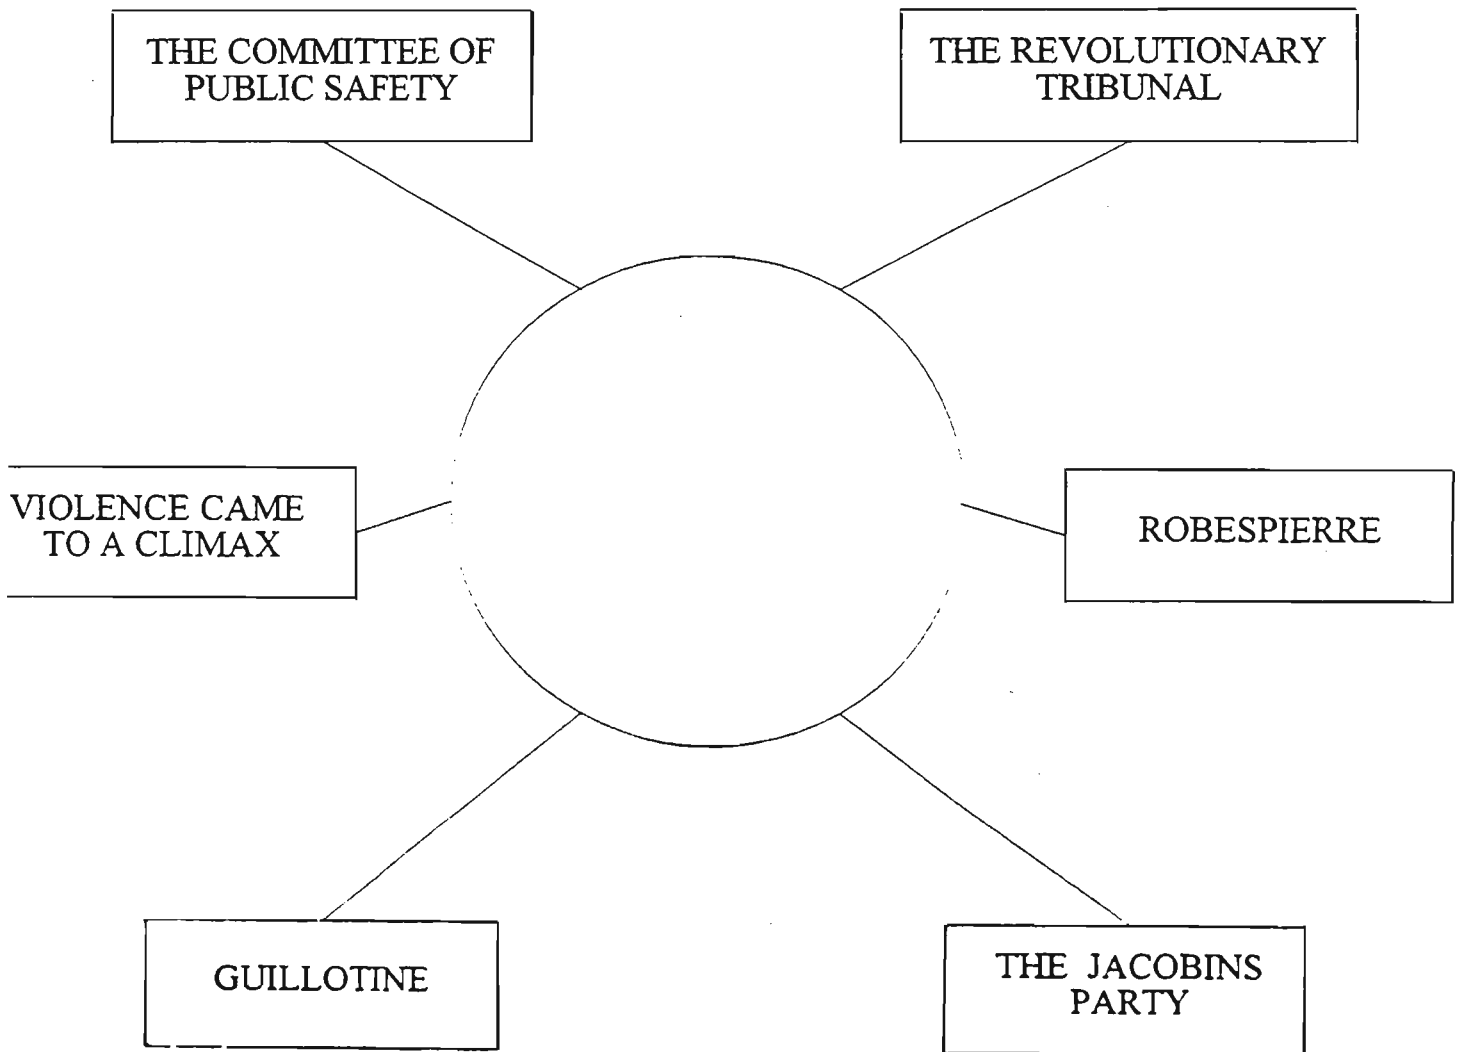 THE COMMITTEE OF
PUBLIC SAFETY
THE REVOLUTIONARY
TRIBUNAL
VIOLENCE CAME
TO A CLIMAX
ROBESPIERRE
GUILLOTINE
THE JACOBINS
PARTY